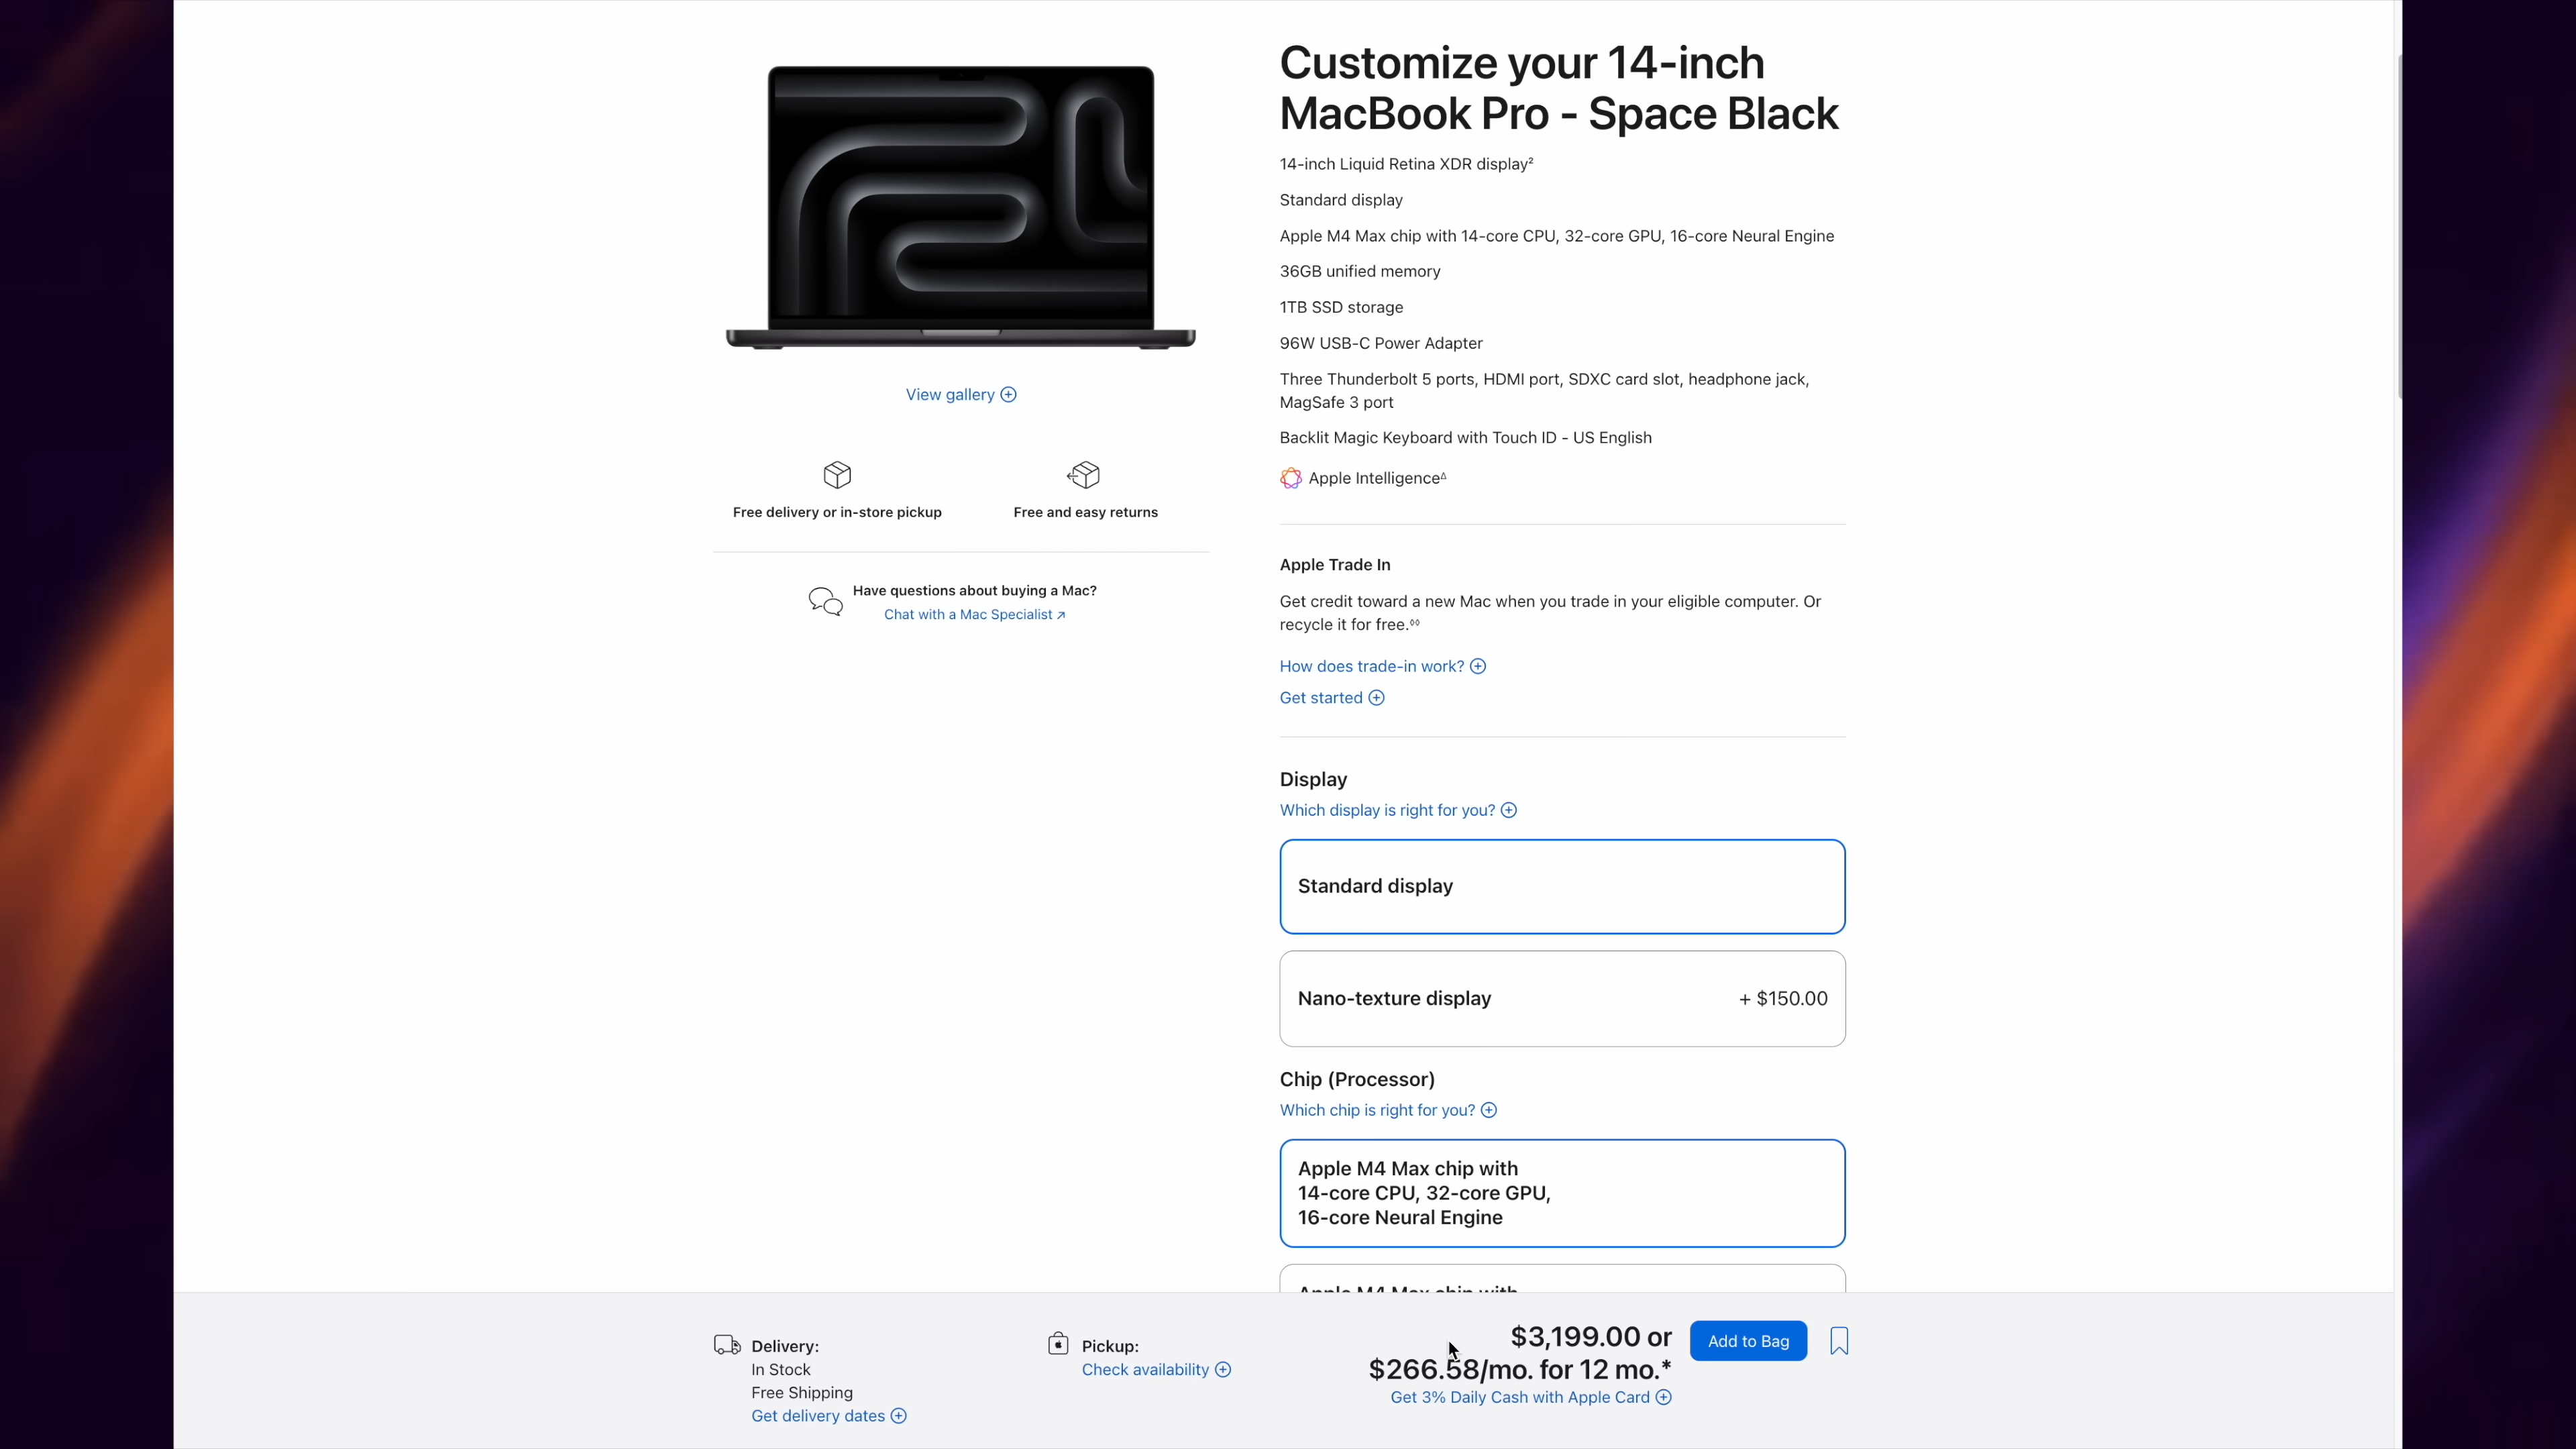 Customize your 14-inch
MacBook Pro - Space Black
14-inch Liquid Retina XDR display²
Standard display
Apple M4 Max chip with 14-core CPU, 32-core GPU, 16-core Neural Engine
36GB unified memory
1TB SSD storage
96W USB-C Power Adapter
Three Thunderbolt 5 ports, HDMI port, SDXC card slot, headphone jack,
MagSafe 3 port
Backlit Magic Keyboard with Touch ID - US English
Apple Intelligence∆
View gallery
Free delivery or in-store pickup
Free and easy returns
Have questions about buying a Mac?
Chat with a Mac Specialist ↗
Apple Trade In
Get credit toward a new Mac when you trade in your eligible computer. Or
recycle it for free.◊◊
How does trade-in work?
Get started
Display
Which display is right for you?
Standard display
Nano-texture display + $150.00
Chip (Processor)
Which chip is right for you?
Apple M4 Max chip with
14-core CPU, 32-core GPU,
16-core Neural Engine
Apple M4 Max chip with
Delivery:
In Stock
Free Shipping
Get delivery dates
Pickup:
Check availability
$3,199.00 or
$266.58/mo. for 12 mo.*
Get 3% Daily Cash with Apple Card
Add to Bag